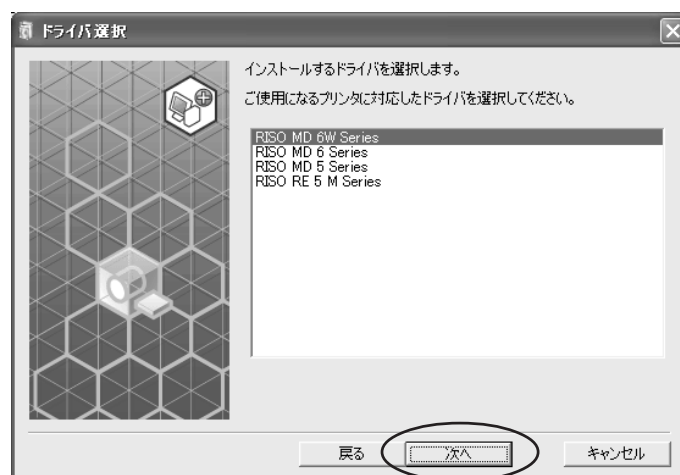 ドライバ選択
インストールするドライバを選択します。
ご使用になるプリンタに対応したドライバを選択してください。
RISO MD 6W Series
RISO MD 6 Series
RISO MD 5 Series
RISO RE 5 M Series
戻る 次へ キャンセル